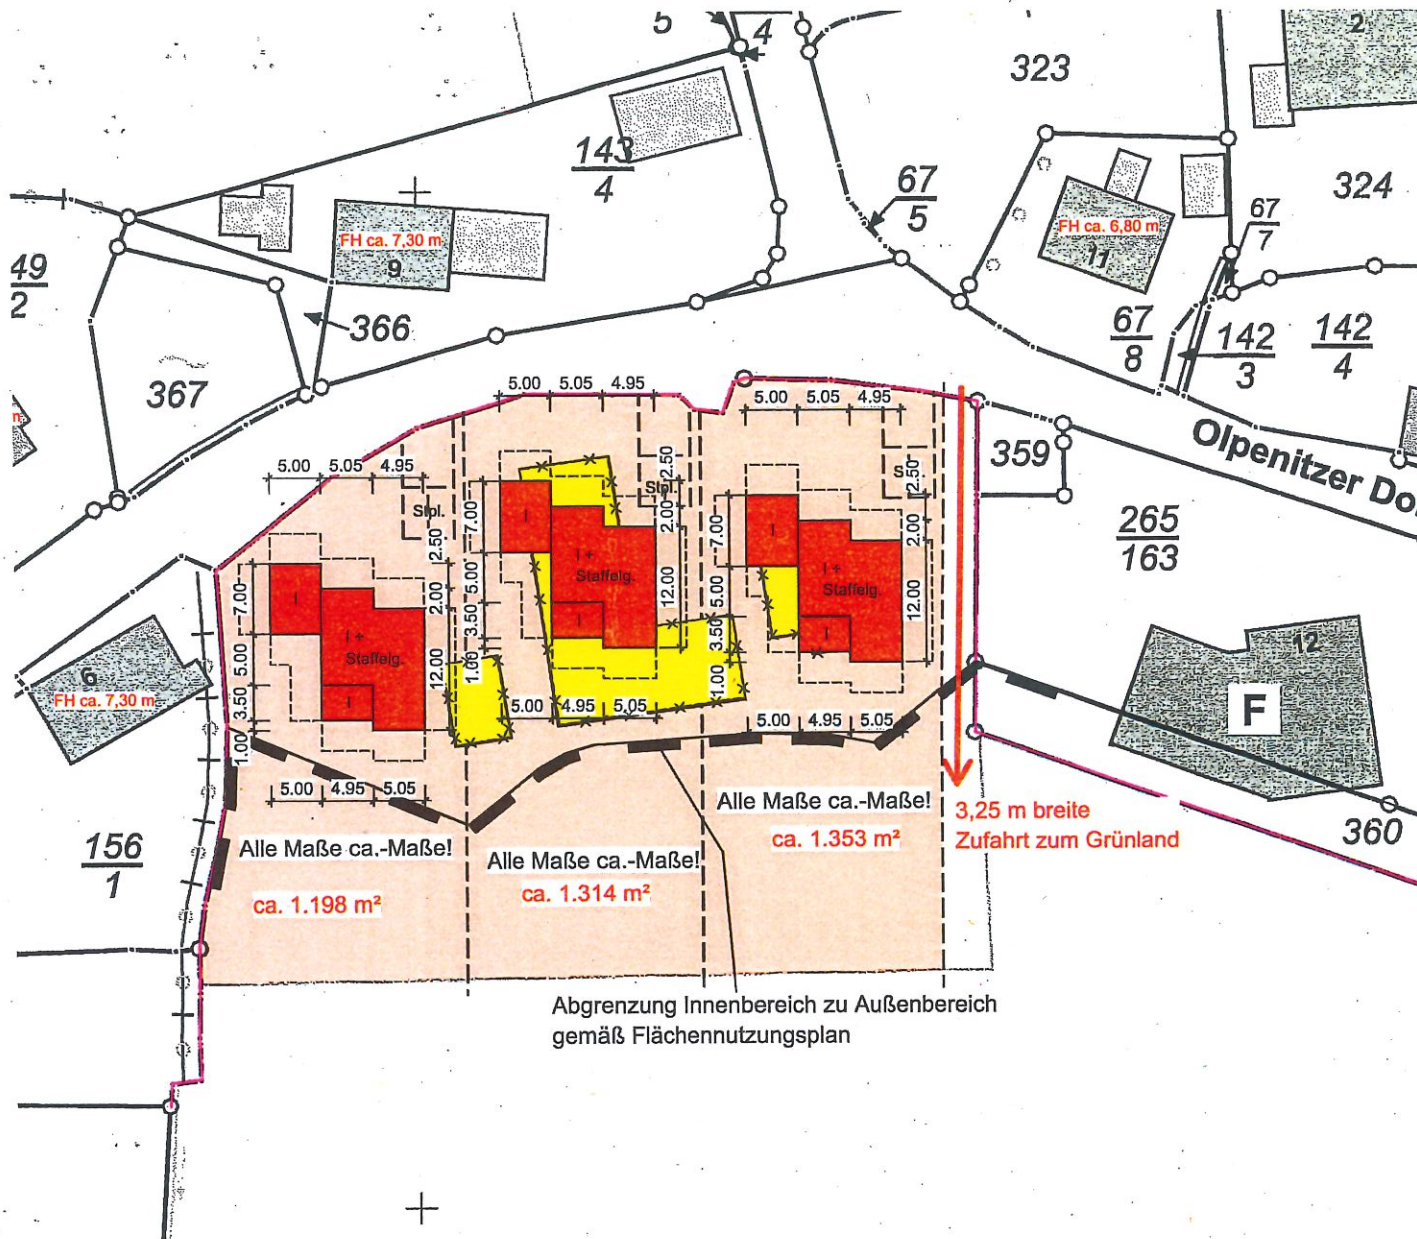 5
4
323
2
143
4
67
5
324
FH ca. 7,30 m
9
FH ca. 6,80 m
11
67
7
49
2
366
367
67
8
142
3
142
4
5.00 5.05 4.95
5.00 5.05 4.95
Olpenitzer Do
359
5.00 5.05 4.95
Stpl.
2.50
Stpl.
2.50
2.50
265
163
7.00
I
2.00
7.00
I
2.00
7.00
I
2.00
I +
Staffelg.
I +
Staffelg.
I +
Staffelg.
5.00
3.50
I
12.00
1.00
5.00
3.50
I
12.00
1.00
5.00
3.50
I
12.00
1.00
6
FH ca. 7,30 m
12
F
5.00 4.95 5.05
5.00 4.95 5.05
5.00 4.95 5.05
Alle Maße ca.-Maße!
ca. 1.353 m²
3,25 m breite
Zufahrt zum Grünland
360
156
1
Alle Maße ca.-Maße!
ca. 1.198 m²
Alle Maße ca.-Maße!
ca. 1.314 m²
Abgrenzung Innenbereich zu Außenbereich
gemäß Flächennutzungsplan